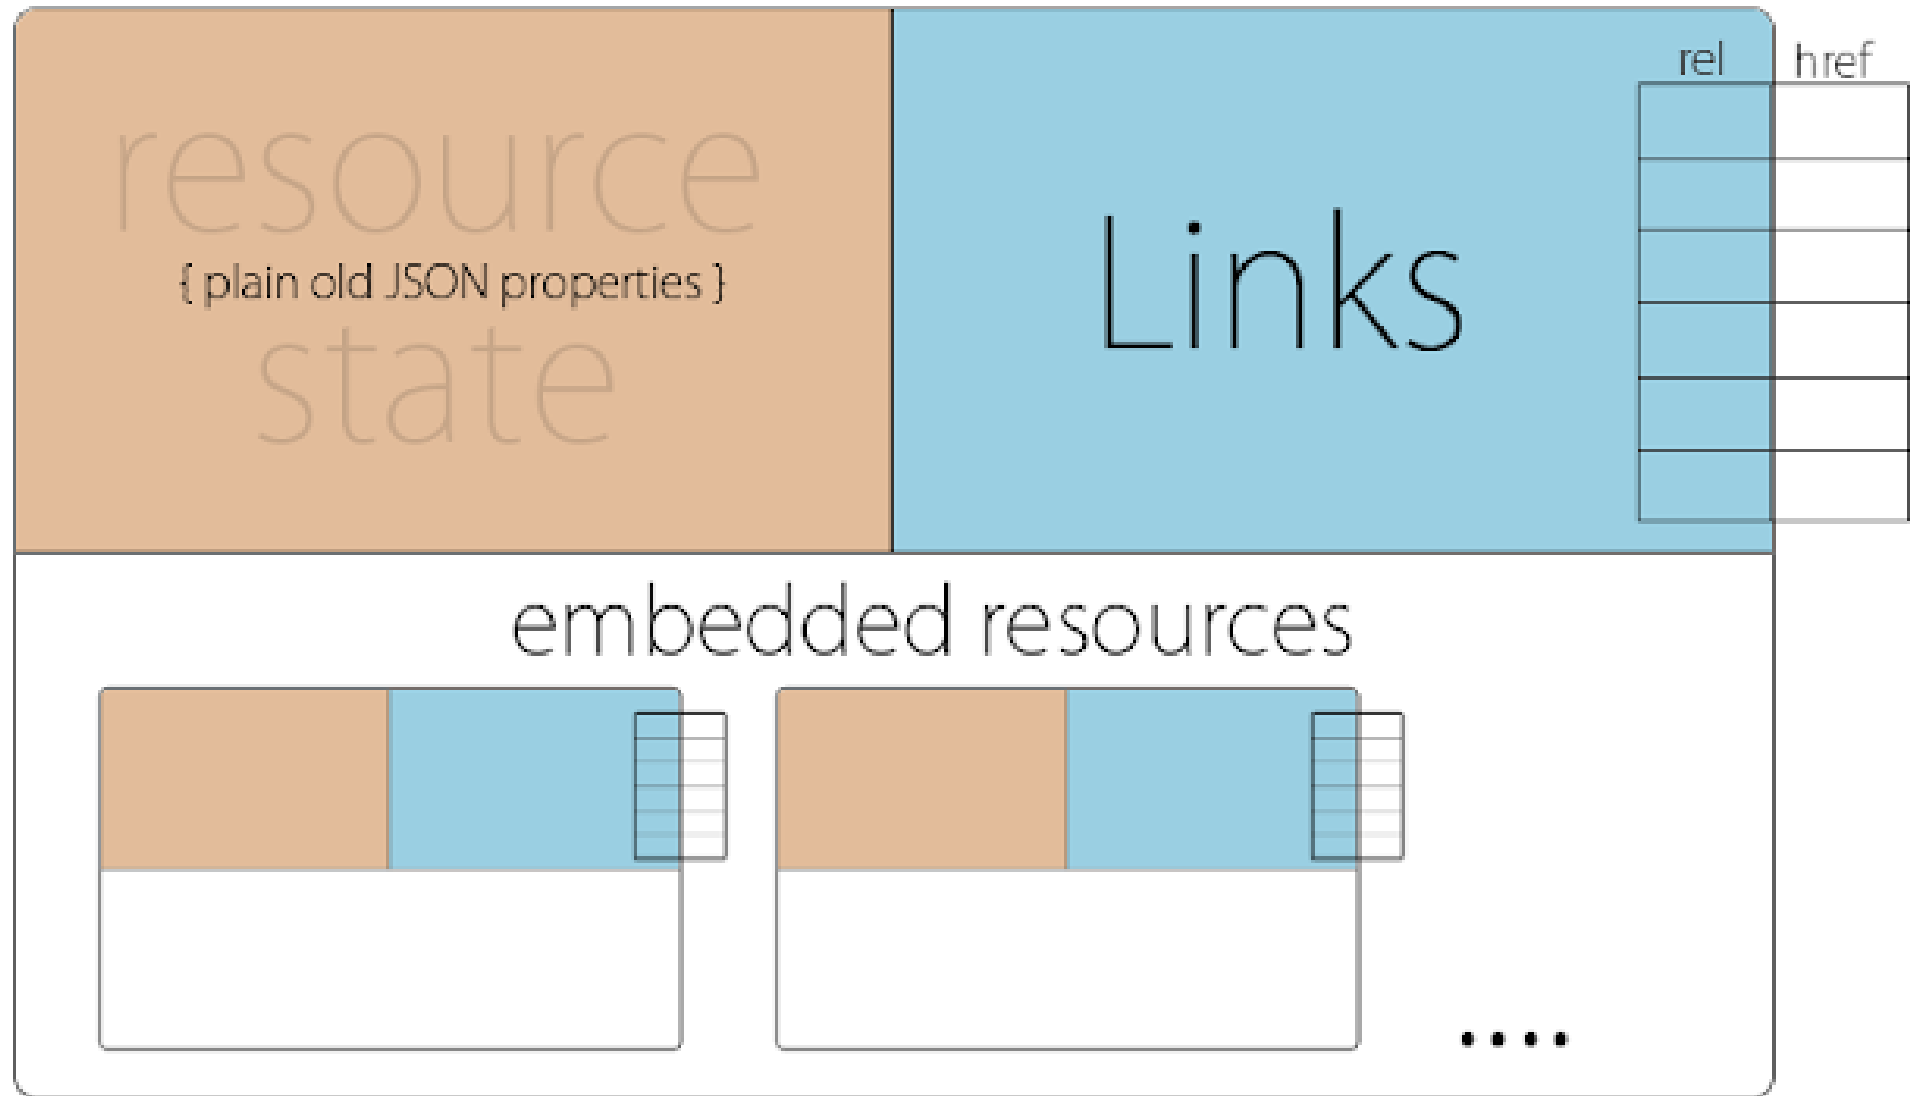 resource
{ plain old JSON properties }
state
Links
rel href
embedded resources
....